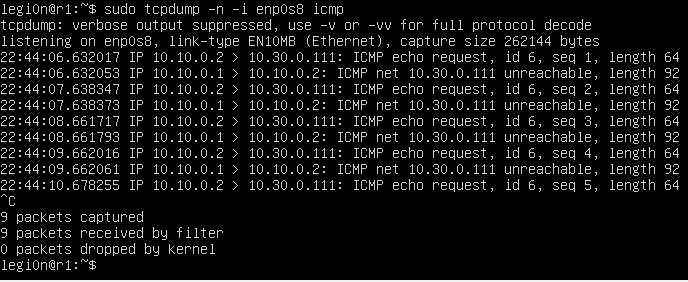 legi0n@r1:~$ sudo tcpdump -n -i enp0s8 icmp
tcpdump: verbose output suppressed, use -v or -vv for full protocol decode
listening on enp0s8, link-type EN10MB (Ethernet), capture size 262144 bytes
22:44:06.632017 IP 10.10.0.2 > 10.30.0.111: ICMP echo request, id 6, seq 1, length 64
22:44:06.632053 IP 10.10.0.1 > 10.10.0.2: ICMP net 10.30.0.111 unreachable, length 92
22:44:07.638347 IP 10.10.0.2 > 10.30.0.111: ICMP echo request, id 6, seq 2, length 64
22:44:07.638373 IP 10.10.0.1 > 10.10.0.2: ICMP net 10.30.0.111 unreachable, length 92
22:44:08.661717 IP 10.10.0.2 > 10.30.0.111: ICMP echo request, id 6, seq 3, length 64
22:44:08.661793 IP 10.10.0.1 > 10.10.0.2: ICMP net 10.30.0.111 unreachable, length 92
22:44:09.662016 IP 10.10.0.2 > 10.30.0.111: ICMP echo request, id 6, seq 4, length 64
22:44:09.662061 IP 10.10.0.1 > 10.10.0.2: ICMP net 10.30.0.111 unreachable, length 92
22:44:10.678255 IP 10.10.0.2 > 10.30.0.111: ICMP echo request, id 6, seq 5, length 64
^C
9 packets captured
9 packets received by filter
0 packets dropped by kernel
legi0n@r1:~$